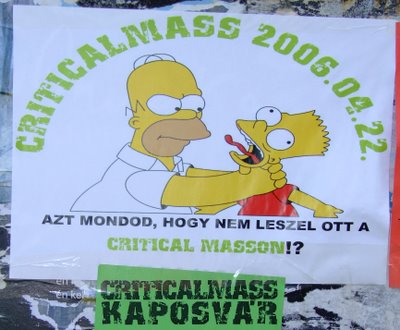 CRITICALMASS 2006.04.22.
AZT MONDOD, HOGY NEM LESZEL OTT A
CRITICAL MASSON!?
CRITICALMASS
KAPOSVÁR